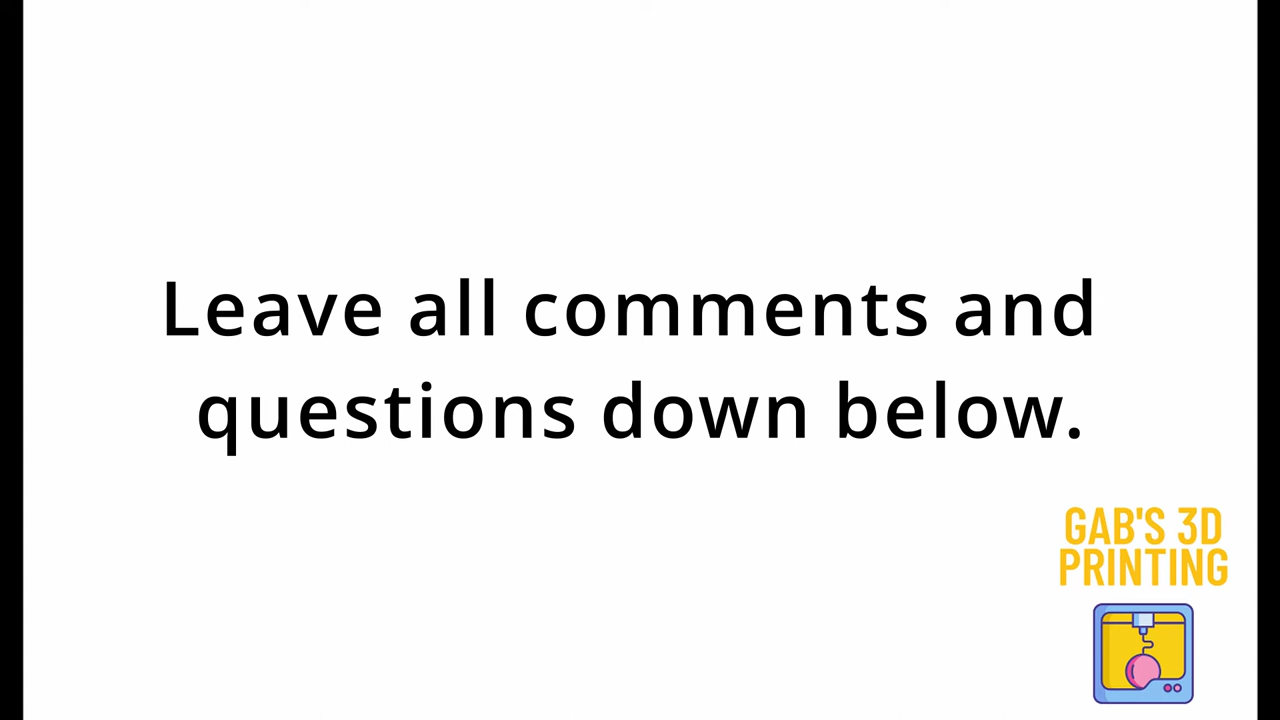 Leave all comments and
questions down below.
GAB'S 3D
PRINTING